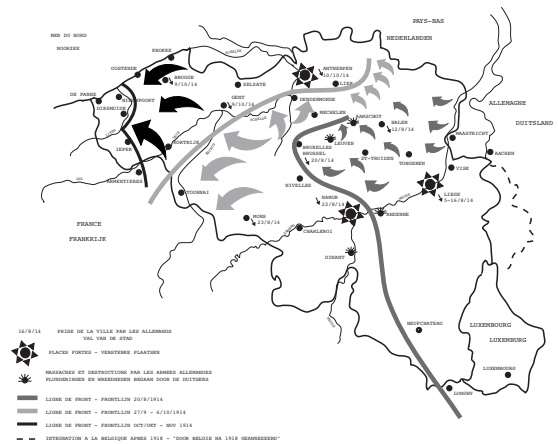 PAYS-BAS
MER DU NORD
NEDERLANDEN
NOORZEE
KNOKKE
OOSTENDE
ANTWERPEN
10/10/14
BRUGGE
9/10/14
LIER
ALLEMAGNE
DE PANNE
NIEUWPOORT
ZELZATE
GENT
9/10/14
DENDEMONDE
DUITSLAND
DIKSMUIDE
MECHELEN
AARSCHOT
HALEN
12/8/14
MAASTRICHT
IEPER
KORTRIJK
BRUXELLES
BRUSSEL
20/8/14
LEUVEN
ST-TRUIDEN
TONGEREN
AACHEN
VISE
ARMENTIERES
TOURNAI
NIVELLES
LIEGE
5-16/8/14
NAMUR
22/8/14
ANDENNE
MONS
23/8/14
FRANCE
CHARLEROI
FRANKRIJK
DINANT
NEUFCHATEAU
LUXEMBOURG
LUXEMBURG
LUXEMBOURG
LONGWY
16/8/14 PRISE DE LA VILLE PAR LES ALLEMANDS
VAL VAN DE STAD
PLACES FORTES - VERSTERKE PLAATSEN
MASSACRES ET DESTRUCTIONS PAR LES ARMEES ALLEMANDES
PLUNDERINGEN EN WREEDHEDEN BEGAAN DOOR DE DUITSERS
LIGNE DE FRONT - FRONTLIJN 20/8/1914
LIGNE DE FRONT - FRONTLIJN 27/9 - 6/10/1914
LIGNE DE FRONT - FRONTLIJN OCT/OKT - NOV 1914
INTEGRATION A LA BELGIQUE APRES 1918 - "DOOR BELGIE NA 1918 GEANNEXEERD"